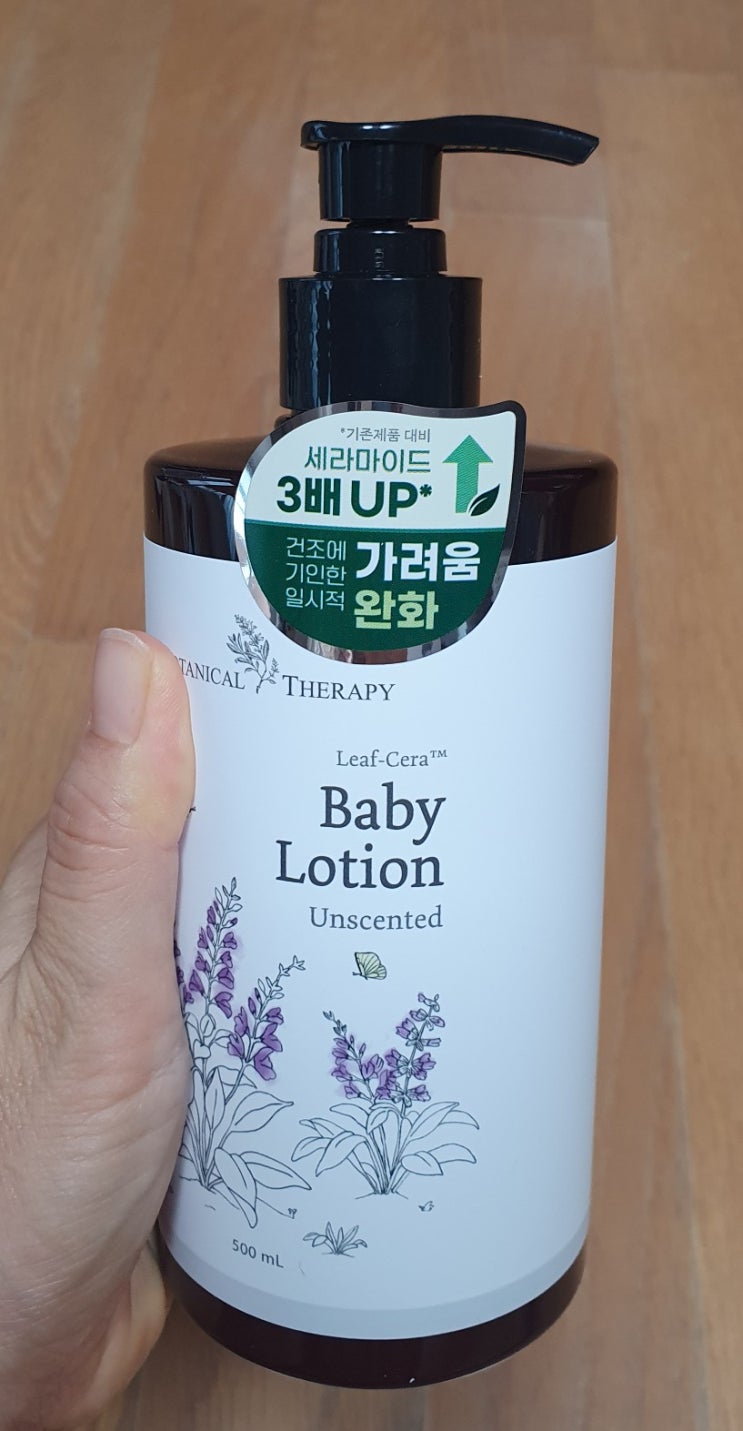 *기존제품 대비
세라마이드
3배 UP*
건조에
기인한
일시적
가려움
완화
THERAPY
Leaf-Cera™
Baby
Lotion
Unscented
500 mL